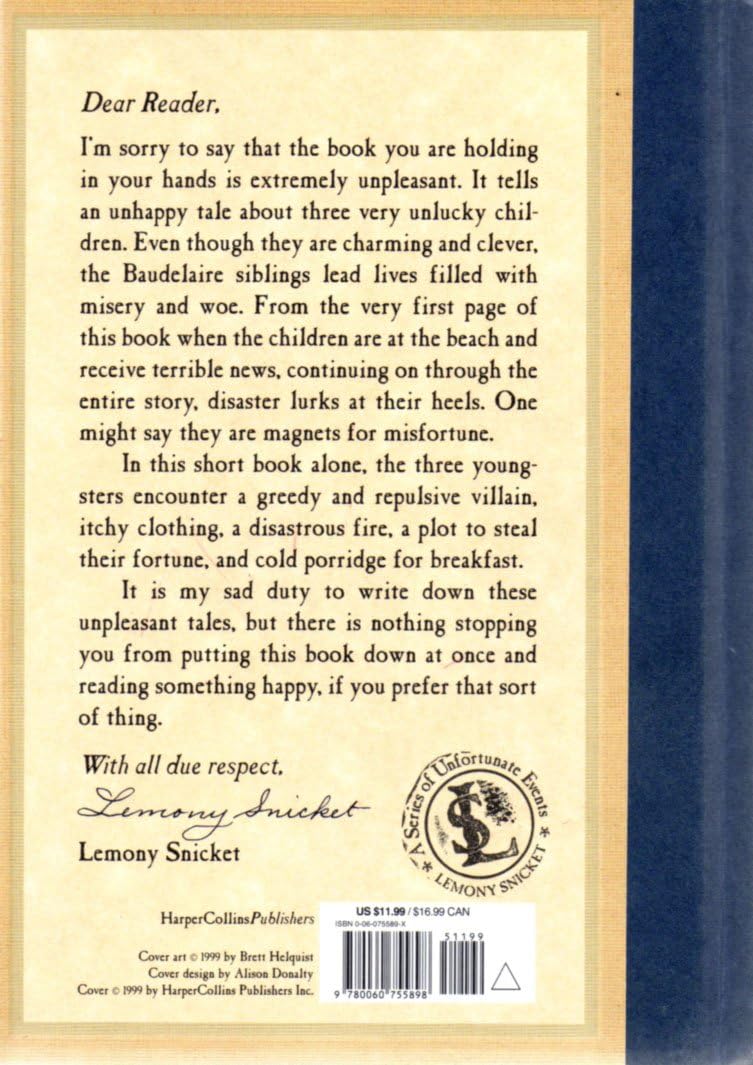 Dear Reader,
I'm sorry to say that the book you are holding
in your hands is extremely unpleasant. It tells
an unhappy tale about three very unlucky chil-
dren. Even though they are charming and clever,
the Baudelaire siblings lead lives filled with
misery and woe. From the very first page of
this book when the children are at the beach and
receive terrible news, continuing on through the
entire story, disaster lurks at their heels. One
might say they are magnets for misfortune.
In this short book alone, the three young-
sters encounter a greedy and repulsive villain,
itchy clothing, a disastrous fire, a plot to steal
their fortune, and cold porridge for breakfast.
It is my sad duty to write down these
unpleasant tales, but there is nothing stopping
you from putting this book down at once and
reading something happy, if you prefer that sort
of thing.
With all due respect,
Lemony Snicket
Lemony Snicket
A Series of Unfortunate Events
* LEMONY SNICKET *
LS
HarperCollinsPublishers
Cover art © 1999 by Brett Helquist
Cover design by Alison Donalty
Cover © 1999 by HarperCollins Publishers Inc.
US $11.99 / $16.99 CAN
ISBN 0-06-075589-X
51199
9 780060 755898